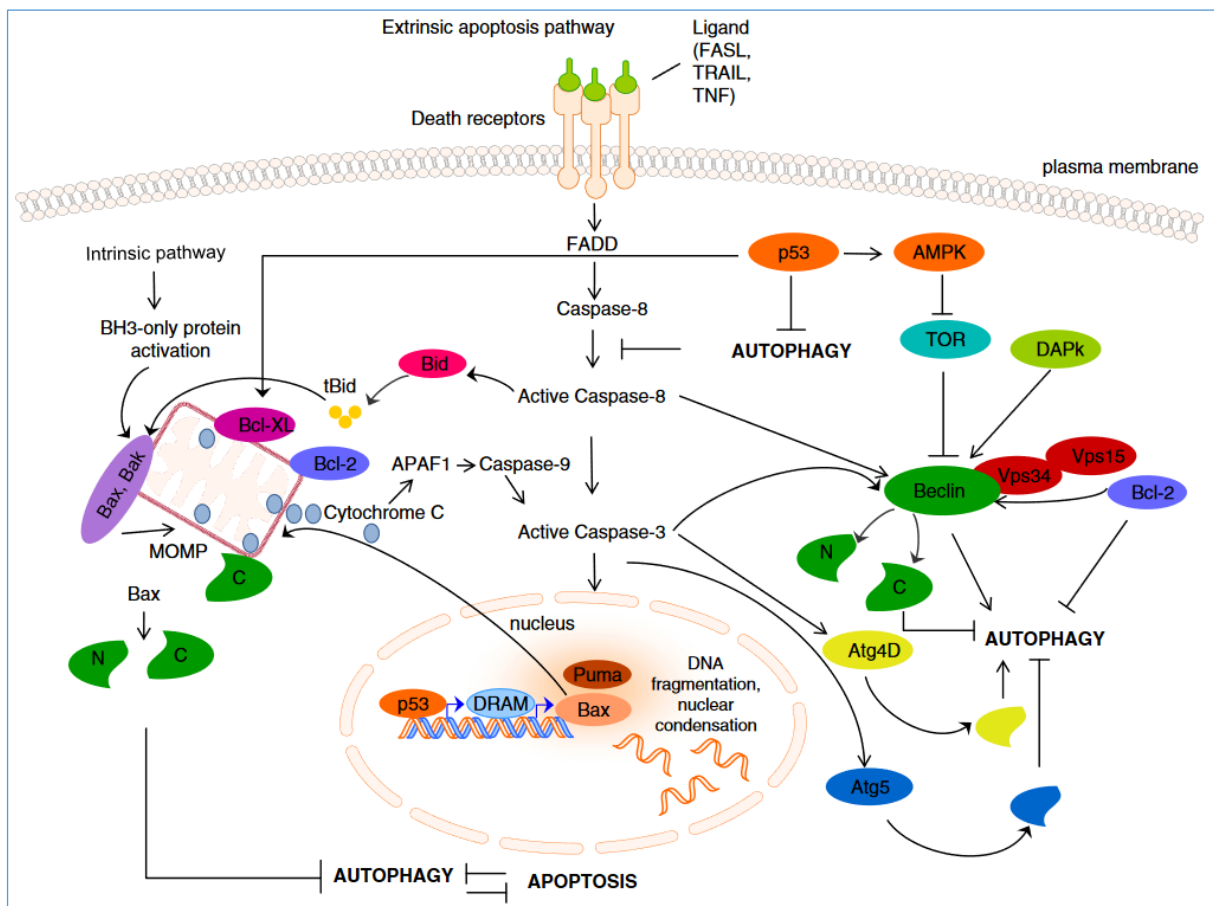 Extrinsic apoptosis pathway
Ligand
(FASL,
TRAIL,
TNF)
Death receptors
plasma membrane
FADD
p53
AMPK
Intrinsic pathway
Caspase-8
BH3-only protein
activation
TOR
DAPk
AUTOPHAGY
Bid
tBid
Active Caspase-8
Bcl-XL
Bcl-2
APAF1
Caspase-9
Bax, Bak
Vps15
Vps34
Beclin
Bcl-2
Cytochrome C
Active Caspase-3
MOMP
C
N
C
Bax
nucleus
AUTOPHAGY
N
C
Atg4D
Puma
DNA
fragmentation,
nuclear
condensation
p53
DRAM
Bax
Atg5
AUTOPHAGY
APOPTOSIS